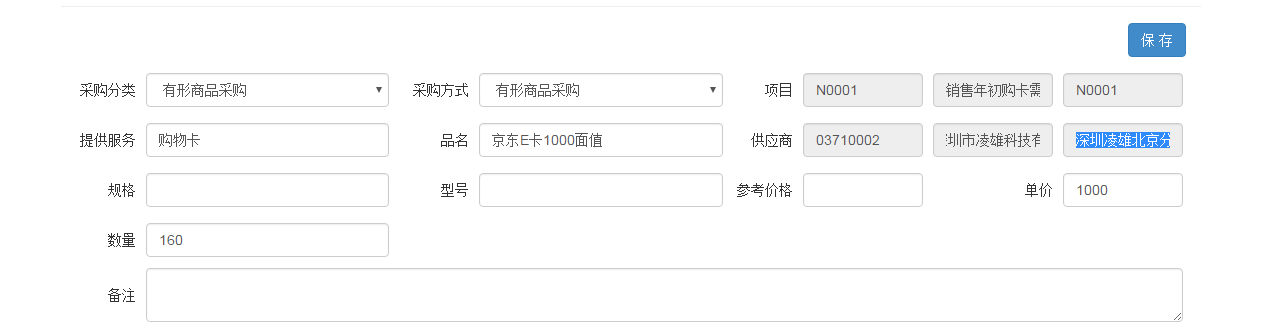 保 存
采购分类 有形商品采购 采购方式 有形商品采购 项目 N0001 销售年初购卡需 N0001
提供服务 购物卡 品名 京东E卡1000面值 供应商 03710002 圳市凌雄科技有 深圳凌雄北京分
规格 型号 参考价格 单价 1000
数量 160
备注